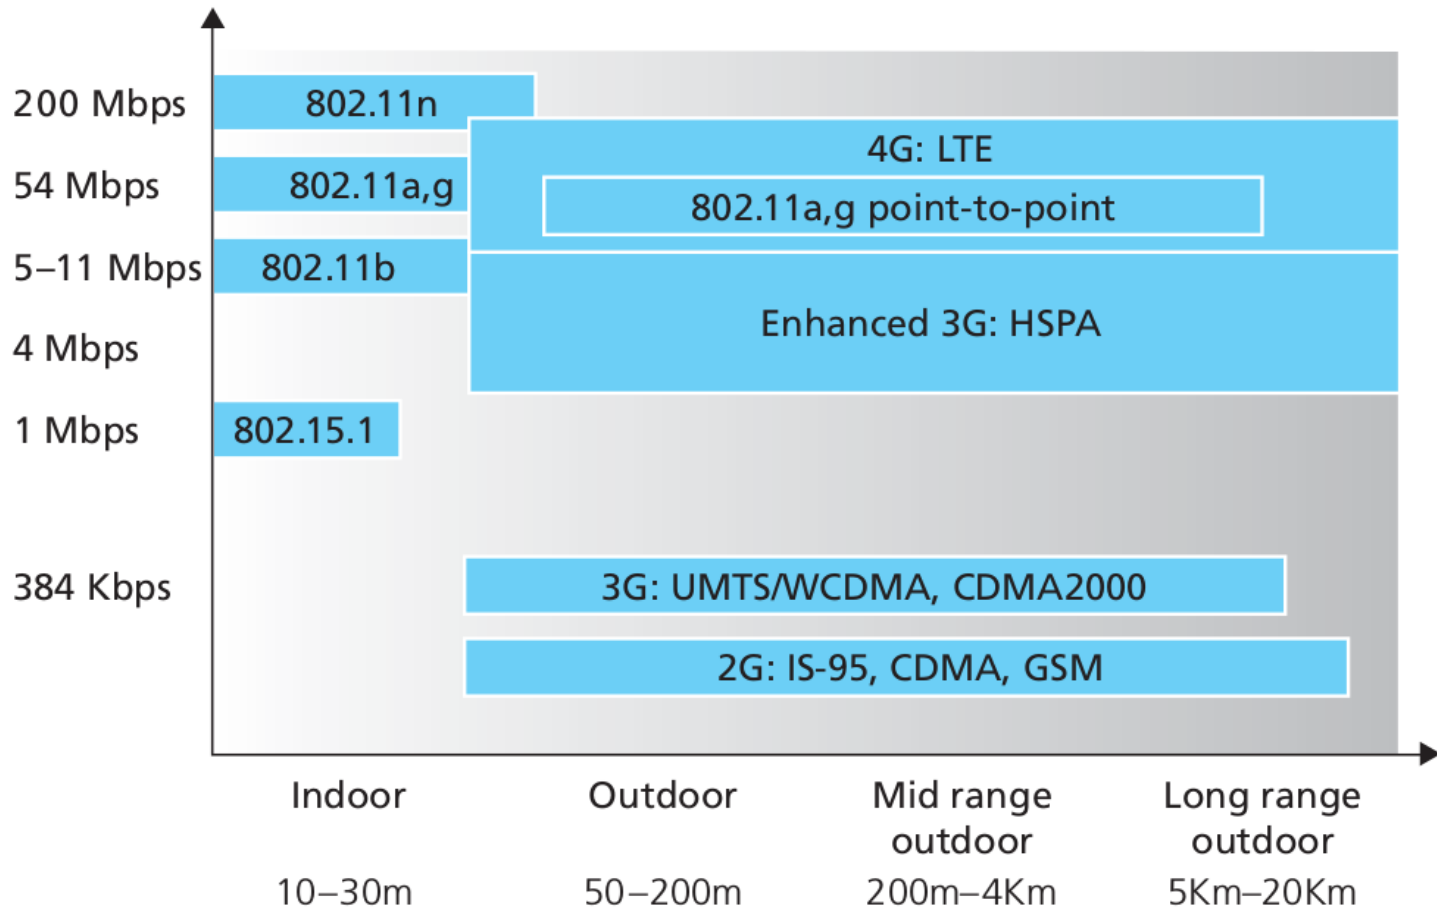 200 Mbps
802.11n
4G: LTE
54 Mbps
802.11a,g
802.11a,g point-to-point
5–11 Mbps
802.11b
Enhanced 3G: HSPA
4 Mbps
1 Mbps
802.15.1
384 Kbps
3G: UMTS/WCDMA, CDMA2000
2G: IS-95, CDMA, GSM
Indoor
Outdoor
Mid range
outdoor
Long range
outdoor
10–30m
50–200m
200m–4Km
5Km–20Km